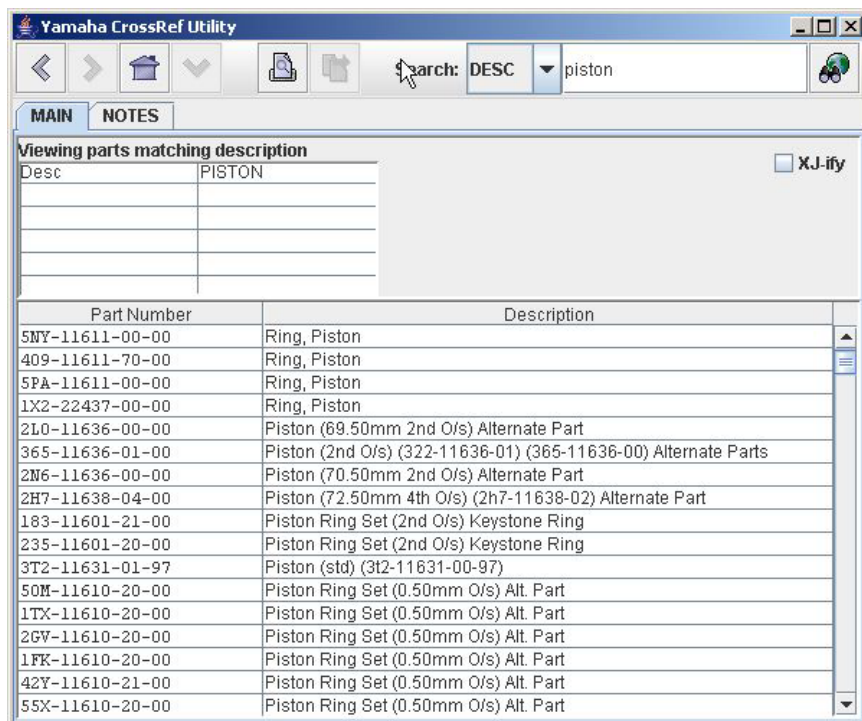 Yamaha CrossRef Utility
Search: DESC piston
MAIN NOTES
Viewing parts matching description
XJ-ify
Desc PISTON
Part Number Description
5NY-11611-00-00 Ring, Piston
409-11611-70-00 Ring, Piston
5PA-11611-00-00 Ring, Piston
1X2-22437-00-00 Ring, Piston
2L0-11636-00-00 Piston (69.50mm 2nd O/s) Alternate Part
365-11636-01-00 Piston (2nd O/s) (322-11636-01) (365-11636-00) Alternate Parts
2N6-11636-00-00 Piston (70.50mm 2nd O/s) Alternate Part
2H7-11638-04-00 Piston (72.50mm 4th O/s) (2h7-11638-02) Alternate Part
183-11601-21-00 Piston Ring Set (2nd O/s) Keystone Ring
235-11601-20-00 Piston Ring Set (2nd O/s) Keystone Ring
3T2-11631-01-97 Piston (std) (3t2-11631-00-97)
50M-11610-20-00 Piston Ring Set (0.50mm O/s) Alt. Part
1TX-11610-20-00 Piston Ring Set (0.50mm O/s) Alt. Part
2GV-11610-20-00 Piston Ring Set (0.50mm O/s) Alt. Part
1FK-11610-20-00 Piston Ring Set (0.50mm O/s) Alt. Part
42Y-11610-21-00 Piston Ring Set (0.50mm O/s) Alt. Part
55X-11610-20-00 Piston Ring Set (0.50mm O/s) Alt. Part